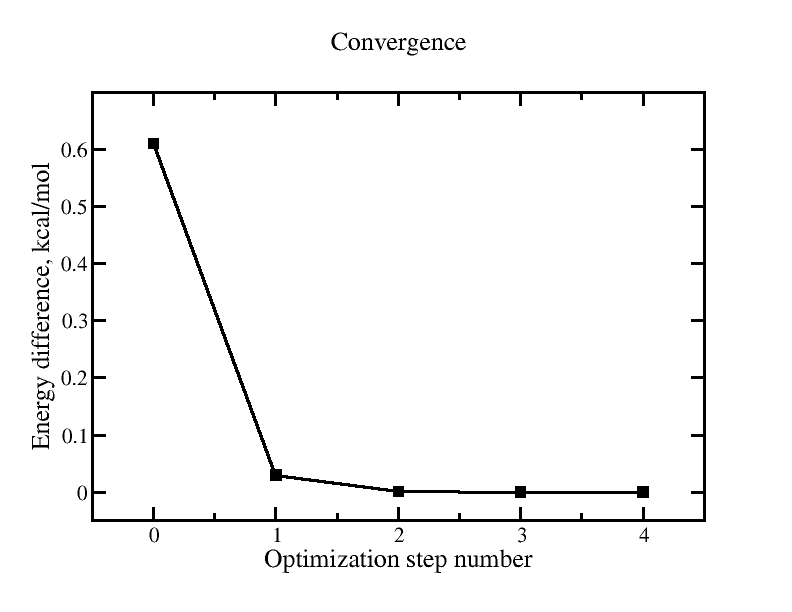 Convergence
Energy difference, kcal/mol
0.6
0.5
0.4
0.3
0.2
0.1
0
0 1 2 3 4
Optimization step number